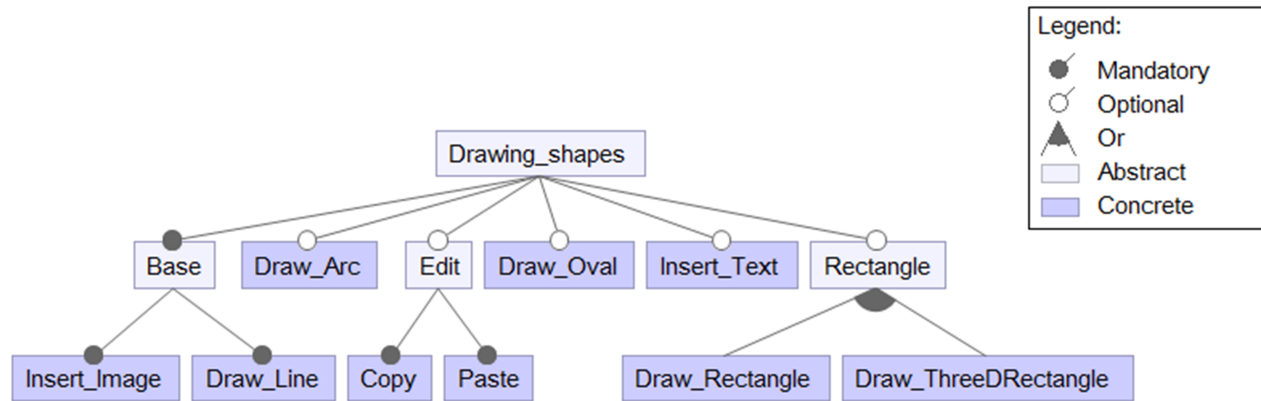 Legend:
Mandatory
Optional
Or
Abstract
Concrete
Drawing_shapes
Base
Draw_Arc
Edit
Draw_Oval
Insert_Text
Rectangle
Insert_Image
Draw_Line
Copy
Paste
Draw_Rectangle
Draw_ThreeDRectangle